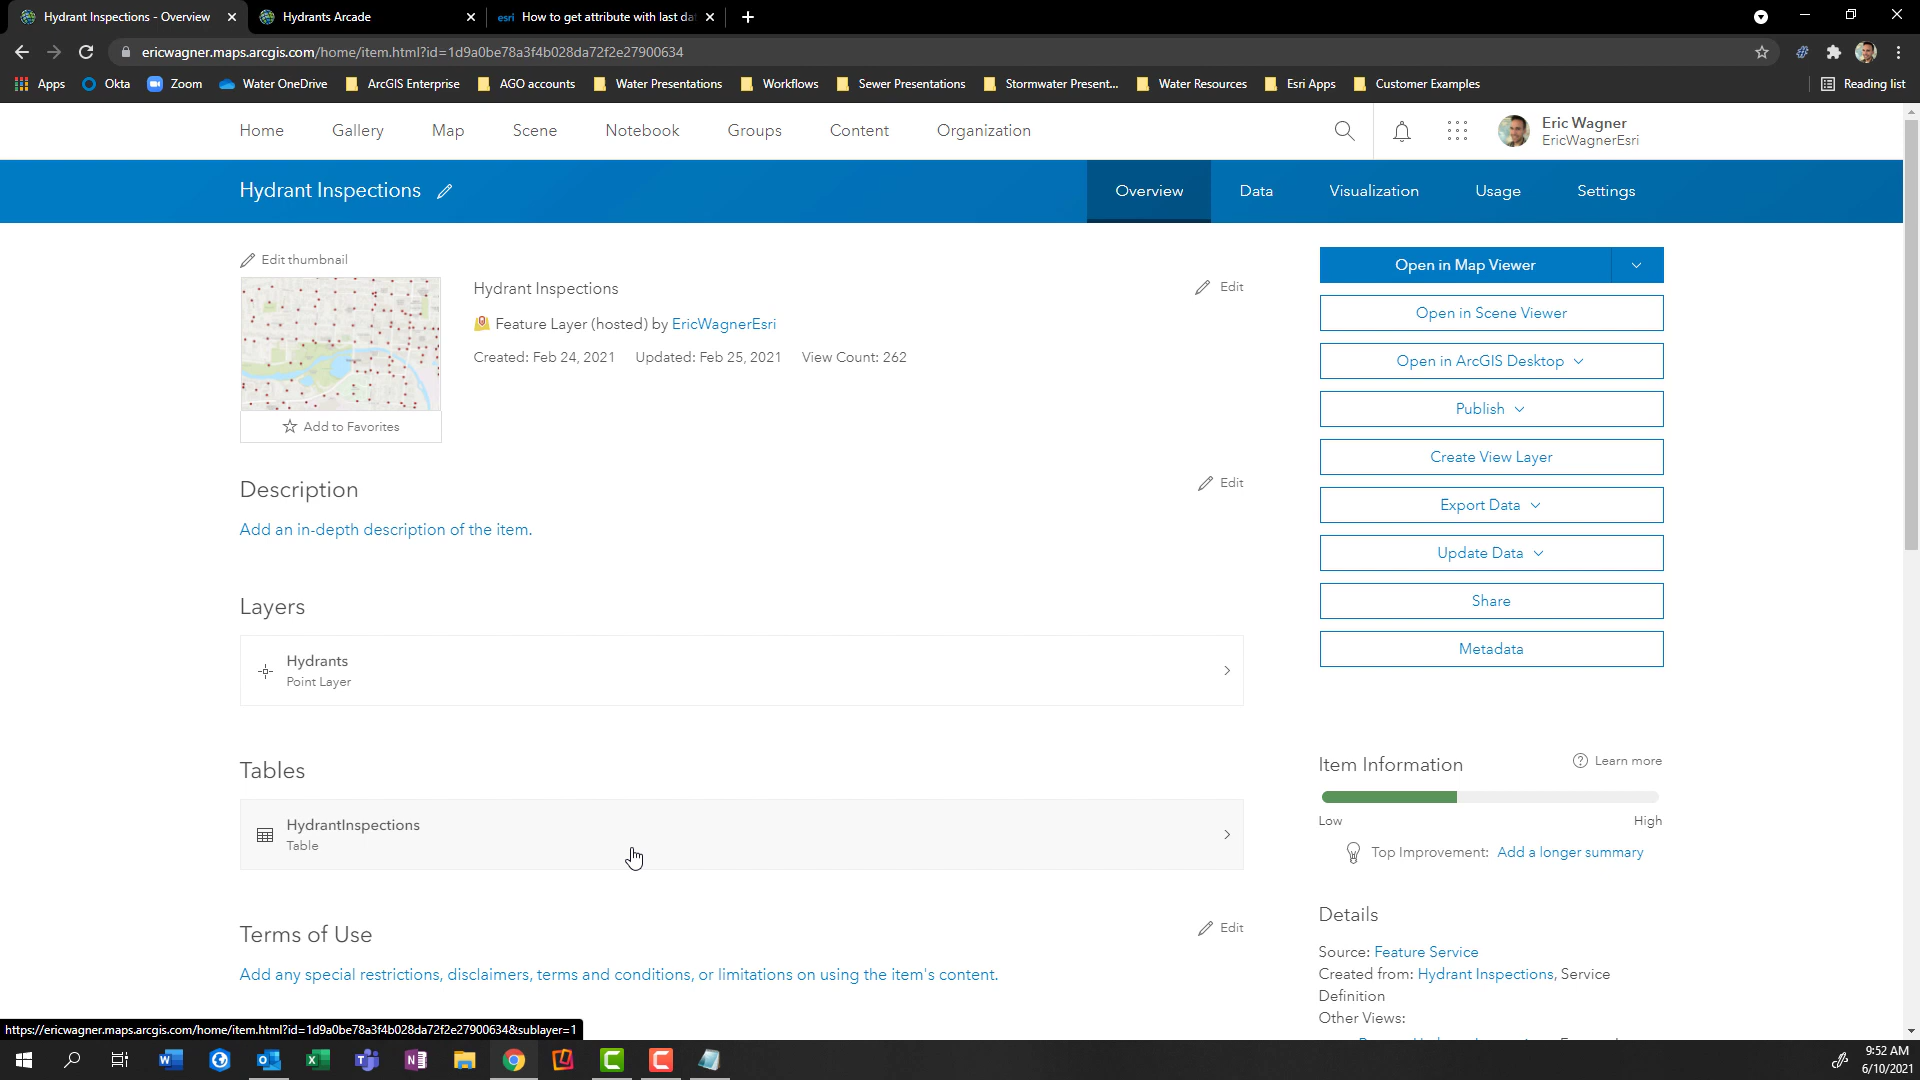 Hydrant Inspections - Overview
Hydrants Arcade
esri How to get attribute with last da
ericwagner.maps.arcgis.com/home/item.html?id=1d9a0be78a3f4b028da72f2e27900634
Apps Okta Zoom Water OneDrive ArcGIS Enterprise AGO accounts Water Presentations Workflows Sewer Presentations Stormwater Present... Water Resources Esri Apps Customer Examples Reading list
Home Gallery Map Scene Notebook Groups Content Organization
Eric Wagner
EricWagnerEsri
Hydrant Inspections
Overview Data Visualization Usage Settings
Edit thumbnail
Add to Favorites
Hydrant Inspections
Edit
Feature Layer (hosted) by EricWagnerEsri
Created: Feb 24, 2021 Updated: Feb 25, 2021 View Count: 262
Description
Edit
Add an in-depth description of the item.
Layers
Hydrants
Point Layer
Tables
HydrantInspections
Table
Terms of Use
Edit
Add any special restrictions, disclaimers, terms and conditions, or limitations on using the item's content.
Open in Map Viewer
Open in Scene Viewer
Open in ArcGIS Desktop
Publish
Create View Layer
Export Data
Update Data
Share
Metadata
Item Information
Learn more
Low High
Top Improvement: Add a longer summary
Details
Source: Feature Service
Created from: Hydrant Inspections, Service
Definition
Other Views:
https://ericwagner.maps.arcgis.com/home/item.html?id=1d9a0be78a3f4b028da72f2e27900634&sublayer=1
9:52 AM
6/10/2021